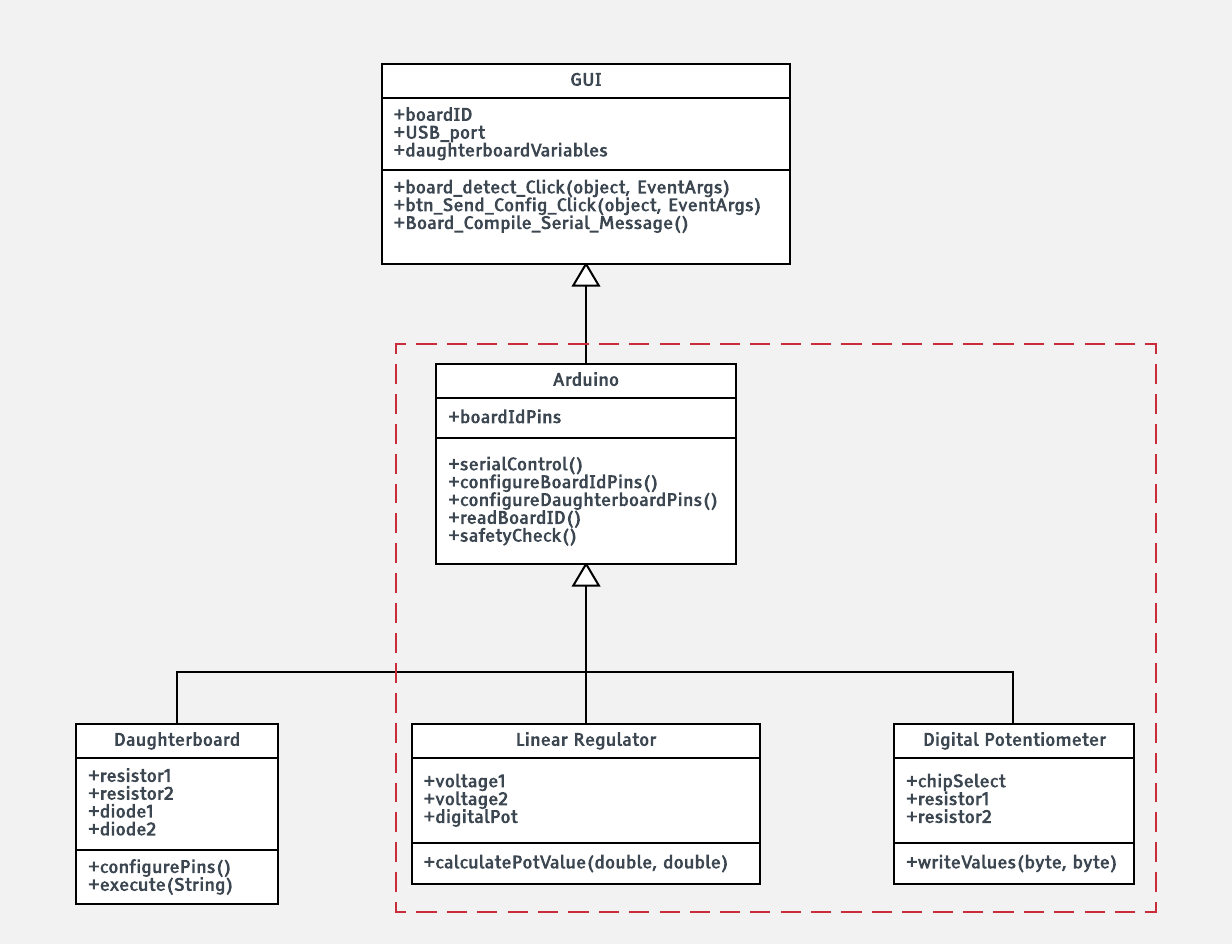 GUI
+boardID
+USB_port
+daughterboardVariables
+board_detect_Click(object, EventArgs)
+btn_Send_Config_Click(object, EventArgs)
+Board_Compile_Serial_Message()
Arduino
+boardIdPins
+serialControl()
+configureBoardIdPins()
+configureDaughterboardPins()
+readBoardID()
+safetyCheck()
Daughterboard
+resistor1
+resistor2
+diode1
+diode2
+configurePins()
+execute(String)
Linear Regulator
+voltage1
+voltage2
+digitalPot
+calculatePotValue(double, double)
Digital Potentiometer
+chipSelect
+resistor1
+resistor2
+writeValues(byte, byte)